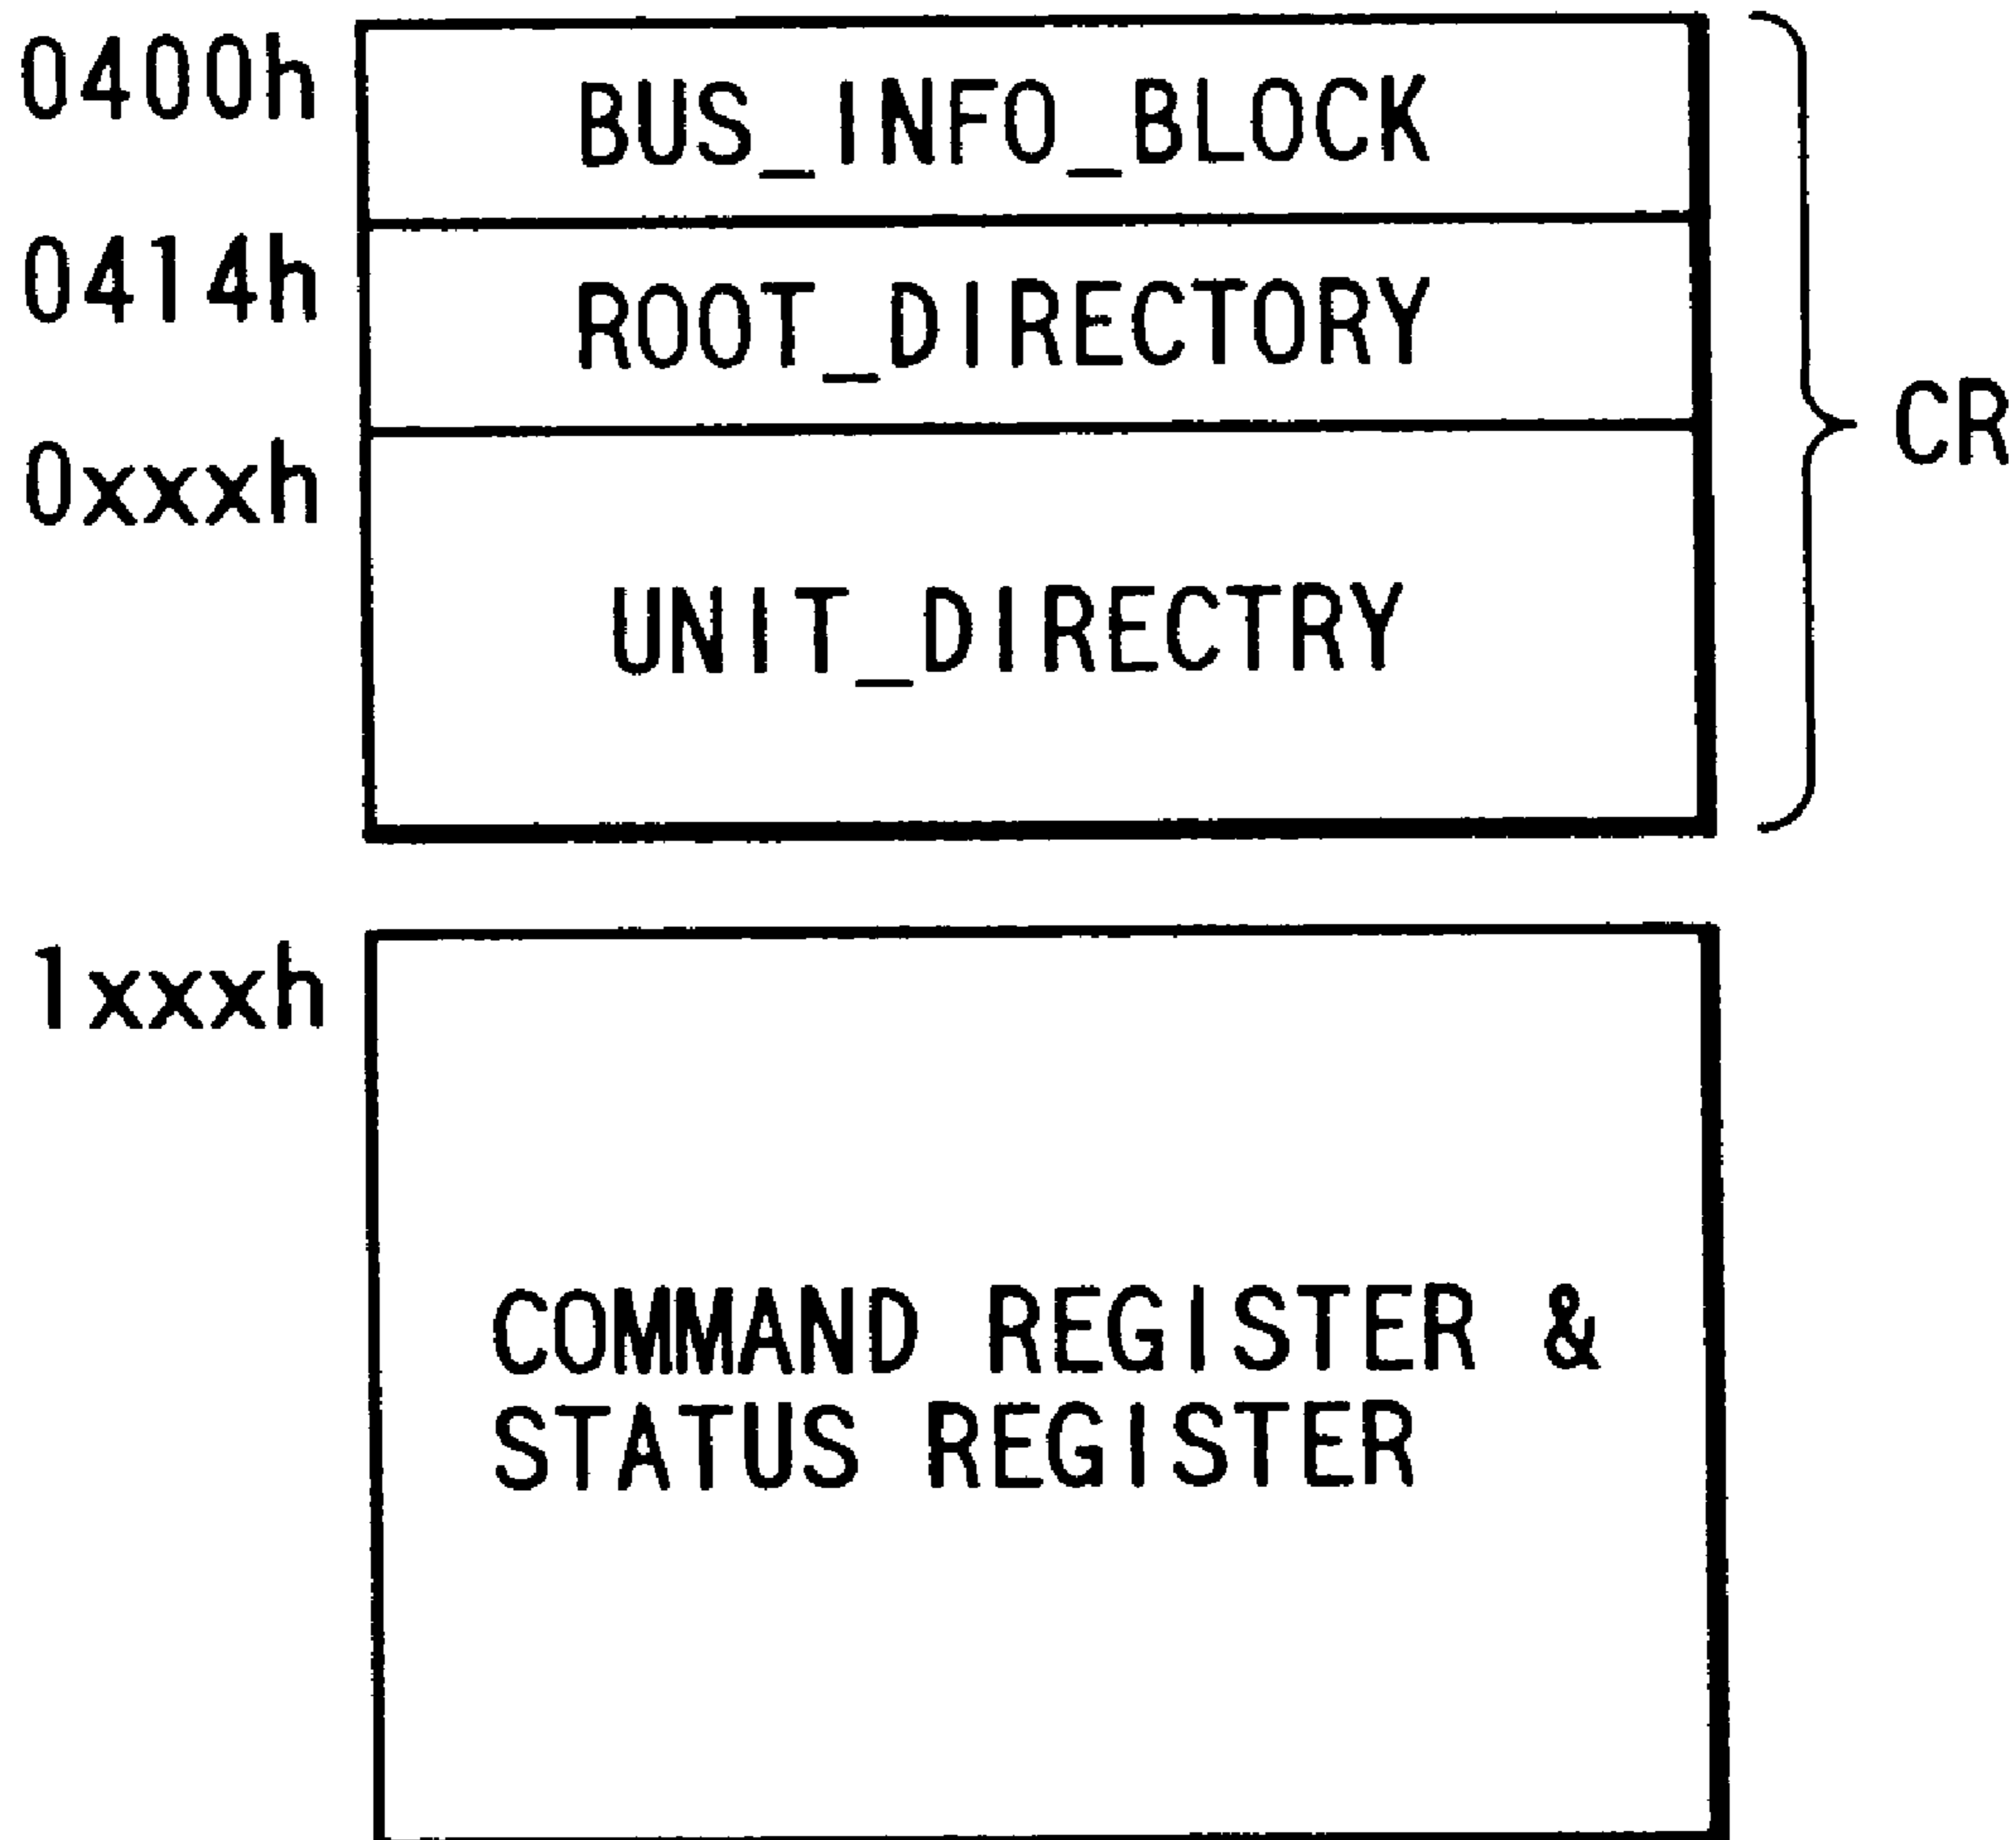 0400h
BUS_INFO_BLOCK
0414h
ROOT_DIRECTORY
CR
0xxxh
UNIT_DIRECTRY
1xxxh
COMMAND REGISTER &
STATUS REGISTER